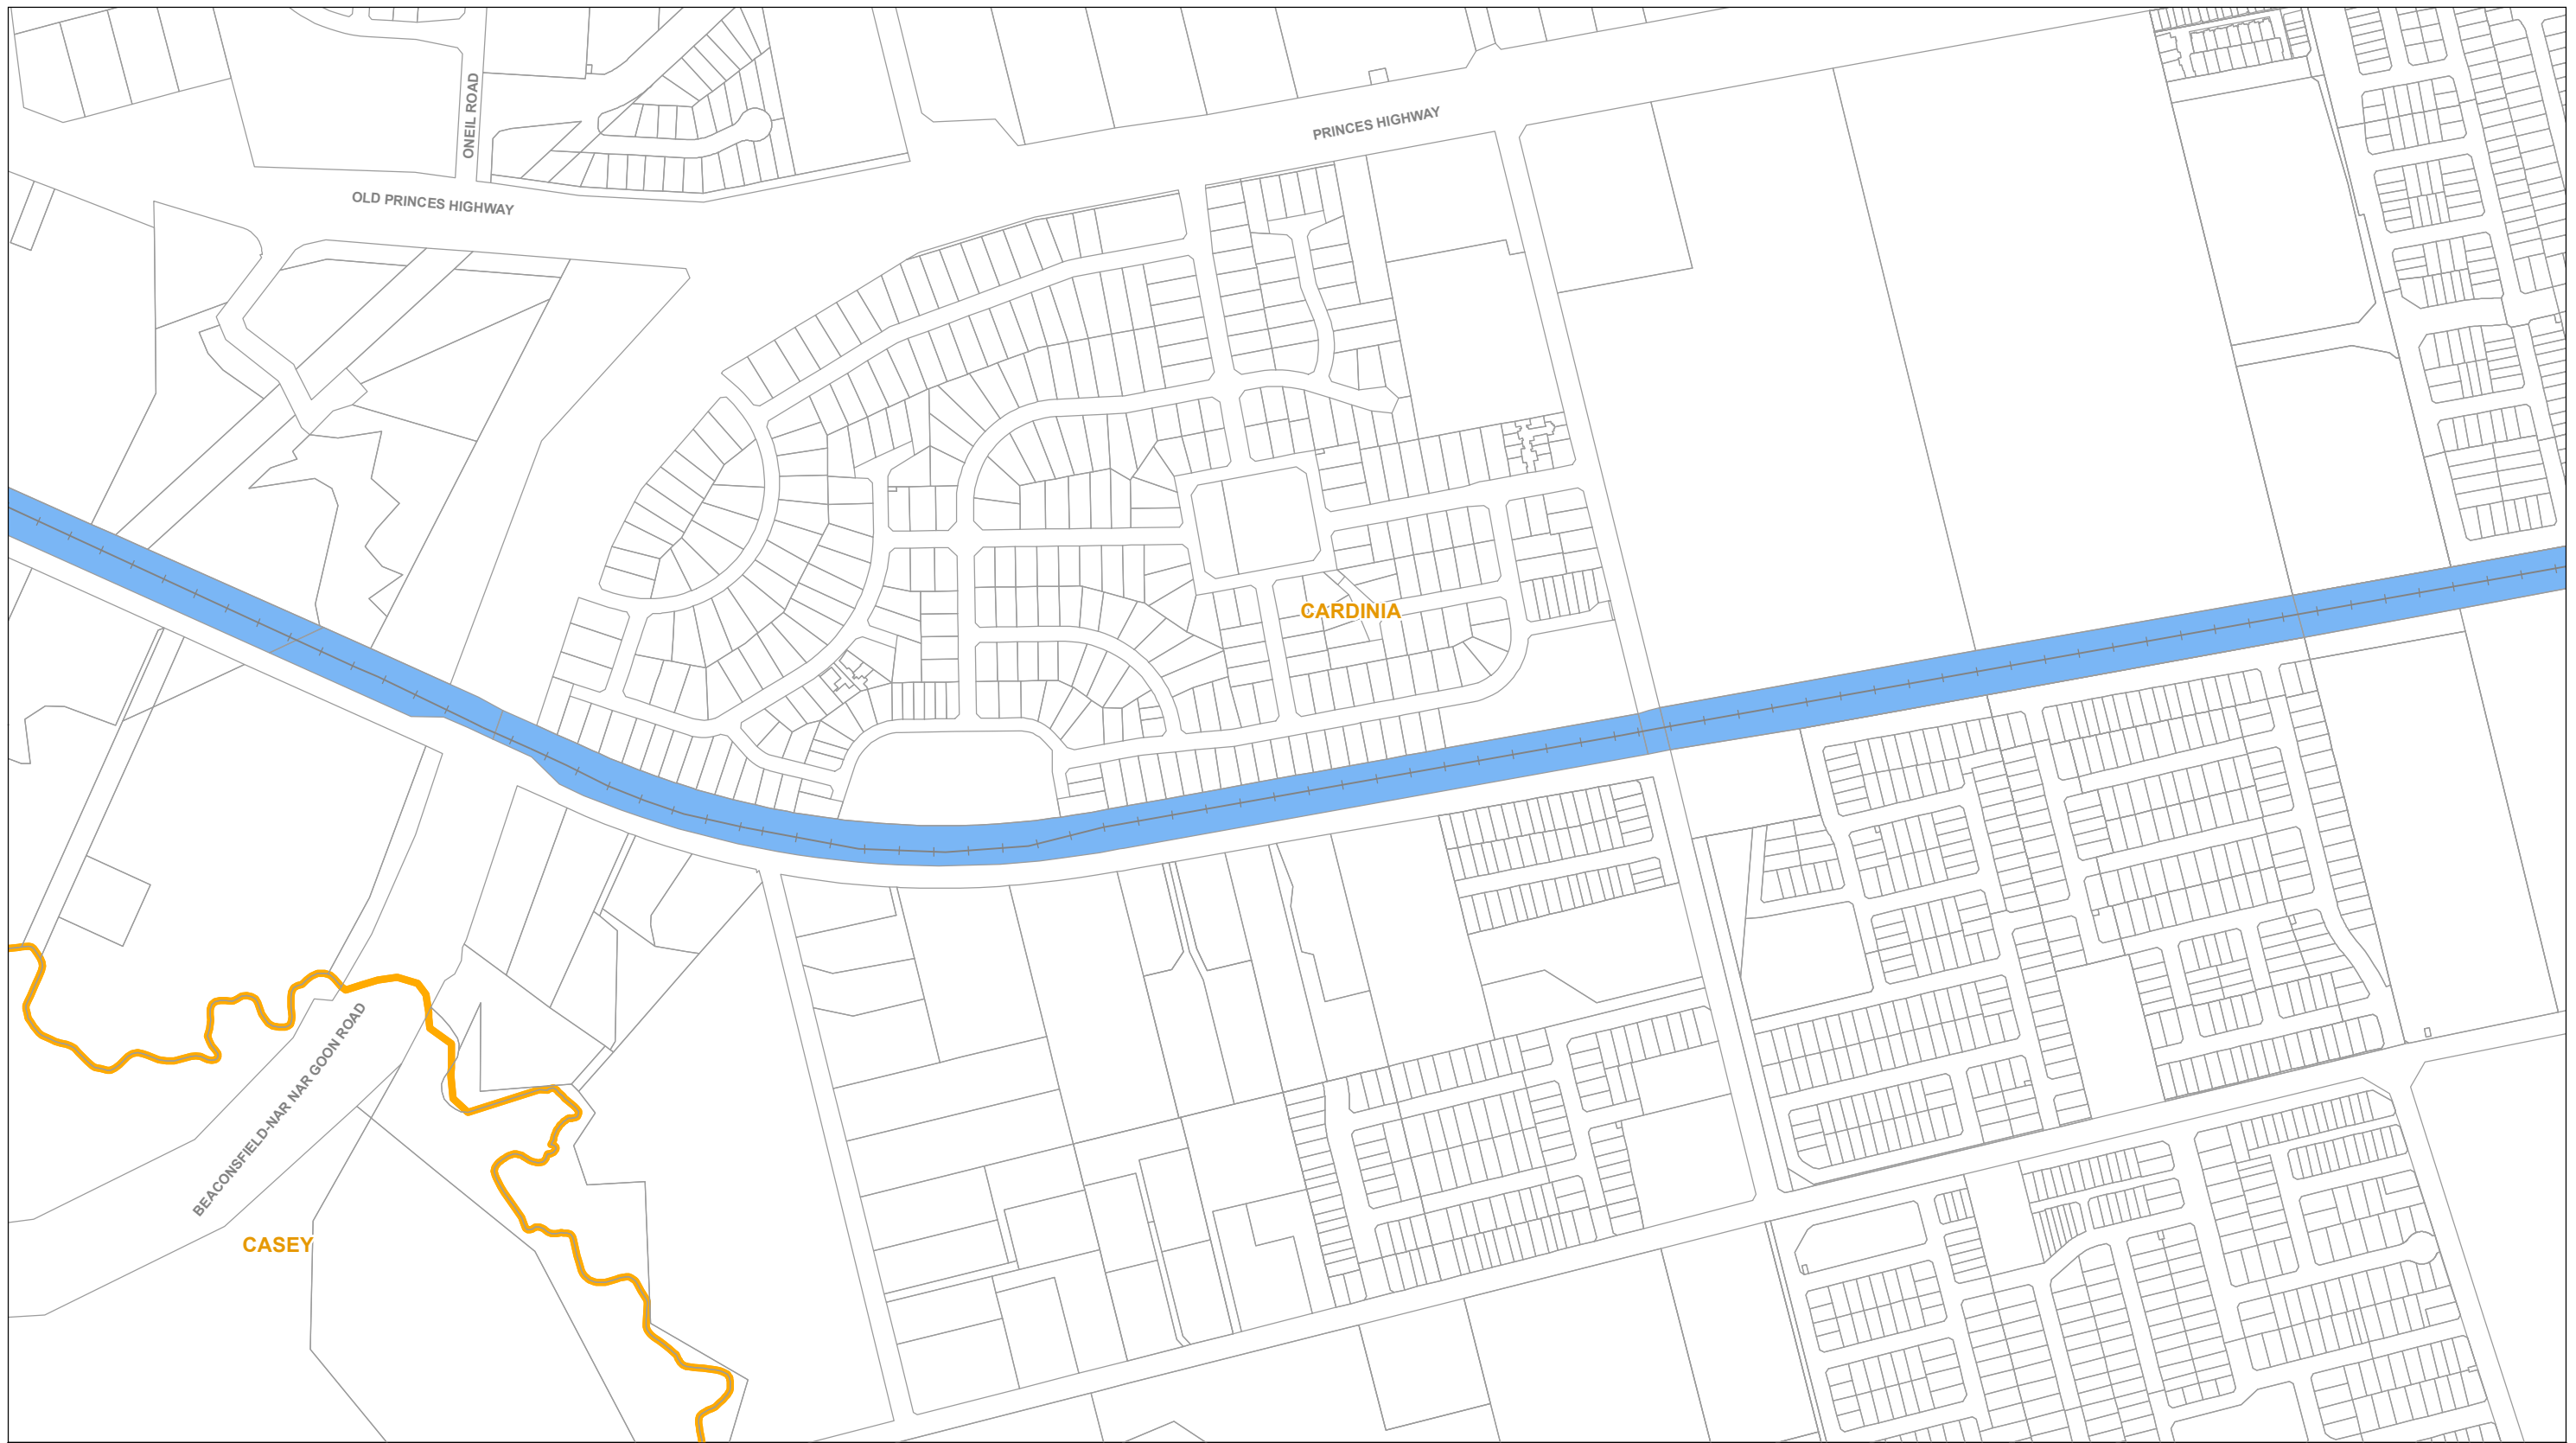 ONEIL ROAD
PRINCES HIGHWAY
OLD PRINCES HIGHWAY
CARDINIA
BEACONSFIELD-NAR NAR GOON ROAD
CASEY